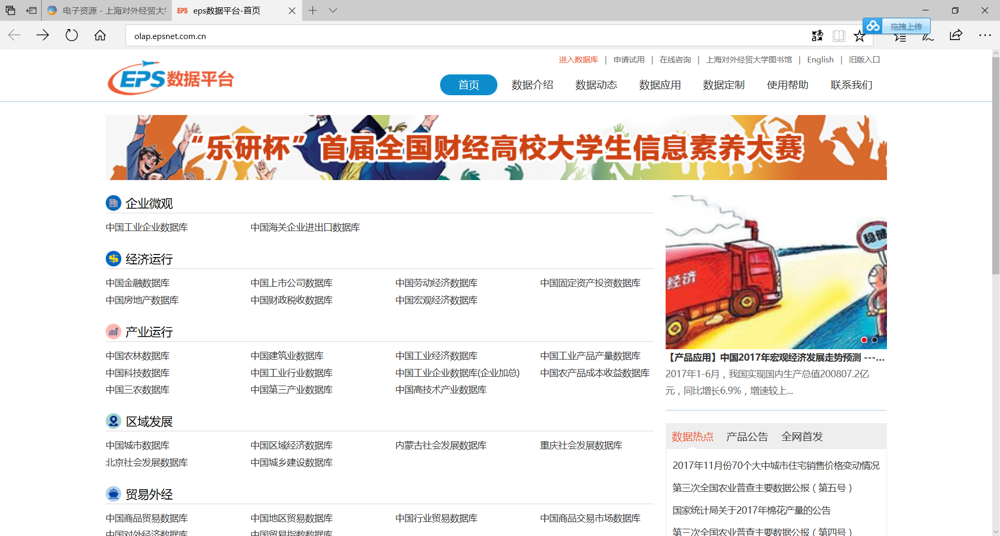 电子资源 - 上海对外经贸大学
EPS eps数据平台-首页
olap.epsnet.com.cn
拖拽上传
进入数据库 | 申请试用 | 在线咨询 | 上海对外经贸大学图书馆 | English | 旧版入口
EPS数据平台
首页 数据介绍 数据动态 数据应用 数据定制 使用帮助 联系我们
“乐研杯”首届全国财经高校大学生信息素养大赛
企业微观
中国工业企业数据库 中国海关企业进出口数据库
经济运行
中国金融数据库 中国上市公司数据库 中国劳动经济数据库 中国固定资产投资数据库
中国房地产数据库 中国财政税收数据库 中国宏观经济数据库
产业运行
中国农林数据库 中国建筑业数据库 中国工业经济数据库 中国工业产品产量数据库
中国科技数据库 中国工业行业数据库 中国工业企业数据库(企业加总) 中国农产品成本收益数据库
中国三农数据库 中国第三产业数据库 中国高技术产业数据库
区域发展
中国城市数据库 中国区域经济数据库 内蒙古社会发展数据库 重庆社会发展数据库
北京社会发展数据库 中国城乡建设数据库
贸易外经
中国商品贸易数据库 中国地区贸易数据库 中国行业贸易数据库 中国商品交易市场数据库
中国对外经济数据库 中国贸易指数数据库
经济
稳健
【产品应用】中国2017年宏观经济发展走势预测 ---...
2017年1-6月，我国实现国内生产总值200807.2亿
元，同比增长6.9%，增速较上...
数据热点 产品公告 全网首发
2017年11月份70个大中城市住宅销售价格变动情况
第三次全国农业普查主要数据公报（第五号）
国家统计局关于2017年棉花产量的公告
第三次全国农业普查主要数据公报（第四号）